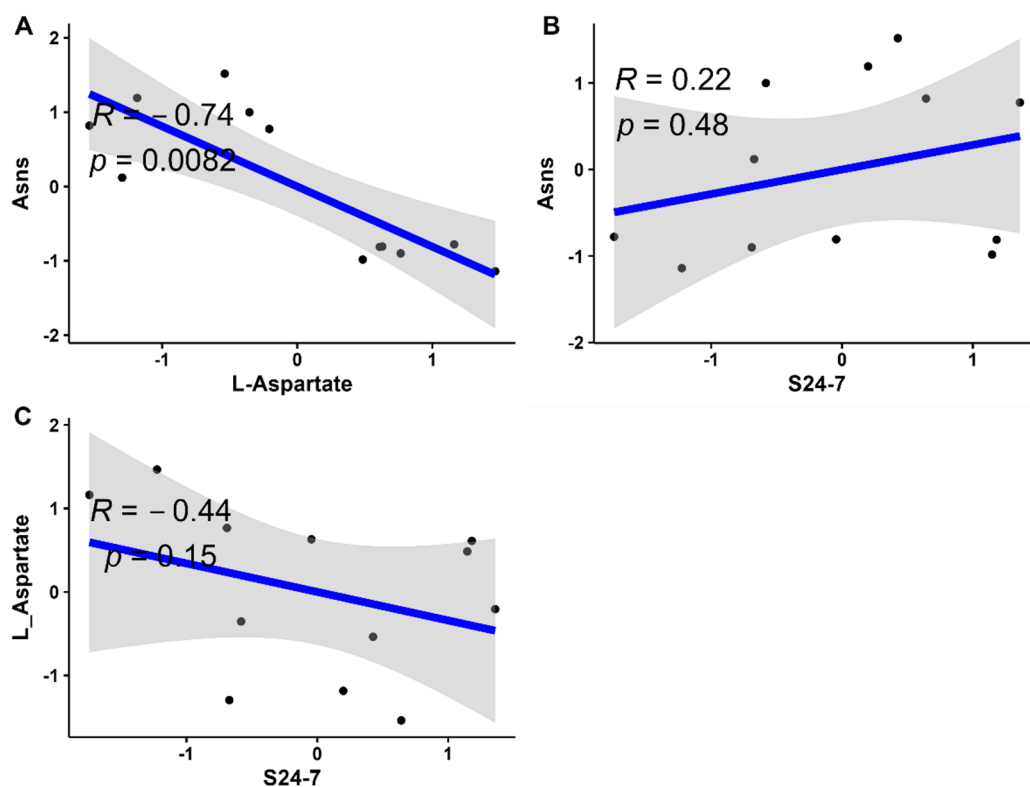 A
Asns
2
1
0
-1
-2
R = − 0.74
p = 0.0082
-1
0
1
L-Aspartate
B
Asns
1
0
-1
-2
R = 0.22
p = 0.48
-1
0
1
S24-7
C
L_Aspartate
2
1
0
-1
R = − 0.44
p = 0.15
-1
0
1
S24-7